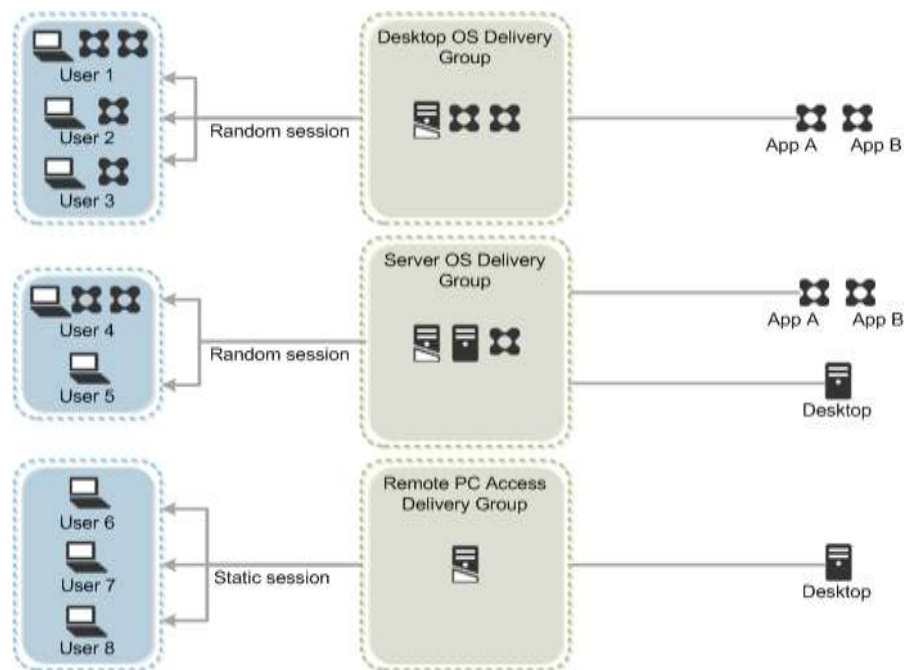 Desktop OS Delivery
Group
User 1
User 2
User 3
Random session
App A
App B
Server OS Delivery
Group
User 4
User 5
Random session
App A
App B
Desktop
Remote PC Access
Delivery Group
User 6
User 7
User 8
Static session
Desktop